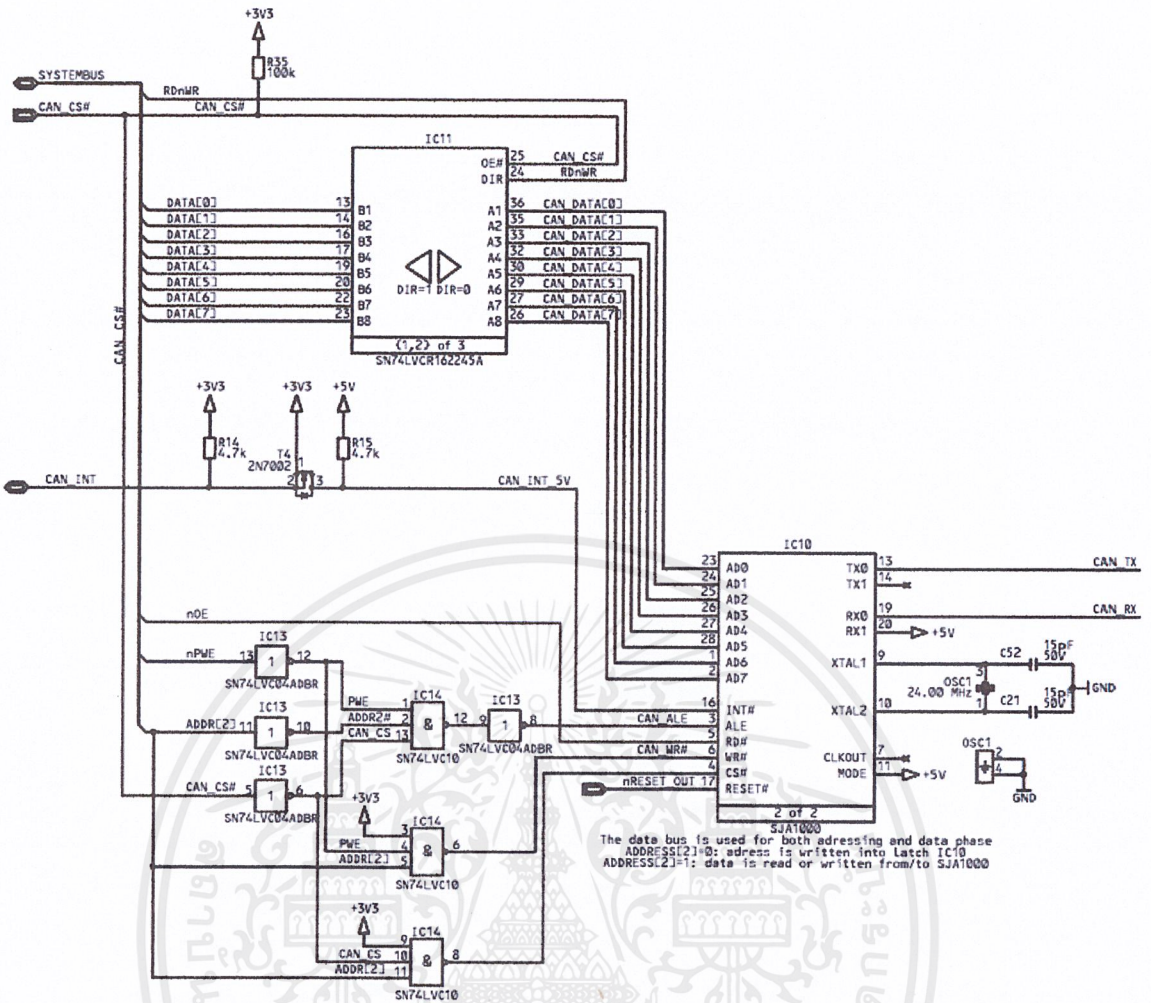 +3V3
R35
100k
SYSTEMBUS
RDnWR
CAN_CS#
CAN_CS#
IC11
OE# 25 CAN_CS#
DIR 24 RDnWR
DATA[0] 13 B1 A1 36 CAN_DATA[0]
DATA[1] 14 B2 A2 35 CAN_DATA[1]
DATA[2] 16 B3 A3 33 CAN_DATA[2]
DATA[3] 17 B4 A4 32 CAN_DATA[3]
DATA[4] 19 B5 A5 30 CAN_DATA[4]
DATA[5] 20 B6 A6 29 CAN_DATA[5]
DATA[6] 22 B7 A7 27 CAN_DATA[6]
DATA[7] 23 B8 A8 26 CAN_DATA[7]
DIR=1 DIR=0
{1,2} of 3
SN74LVCR162245A
CAN_CS#
+3V3 +3V3 +5V
R14
4.7k
T4
2N7002
1
2 3
R15
4.7k
CAN_INT
CAN_INT_5V
IC10
23 AD0 TX0 13 CAN_TX
24 AD1 TX1 14
25 AD2
26 AD3 RX0 19 CAN_RX
27 AD4 RX1 20 +5V
28 AD5
1 AD6 XTAL1 9
2 AD7
C52 15pF 50V
3
OSC1
24.00 MHz
1
GND
16 INT# XTAL2 10
C21 15pF 50V
CAN_ALE 3 ALE
5 RD#
CAN_WR# 6 WR# CLKOUT 7
4 CS# MODE 11 +5V
nRESET_OUT 17 RESET#
OSC1
2
4
GND
2 of 2
SJA1000
nOE
nPWE 13 IC13 1 12
SN74LVC04ADBR
ADDR[2] 11 IC13 1 10
SN74LVC04ADBR
CAN_CS# 5 IC13 1 6
SN74LVC04ADBR
PWE 1
ADDR2# 2
CAN_CS 13
IC14
& 12
SN74LVC10
9 IC13 1 8
SN74LVC04ADBR
+3V3
3
PWE 4
ADDR[2] 5
IC14
& 6
SN74LVC10
+3V3
9
CAN_CS 10
ADDR[2] 11
IC14
& 8
SN74LVC10
The data bus is used for both adressing and data phase
ADDRESS[2]=0: adress is written into Latch IC10
ADDRESS[2]=1: data is read or written from/to SJA1000